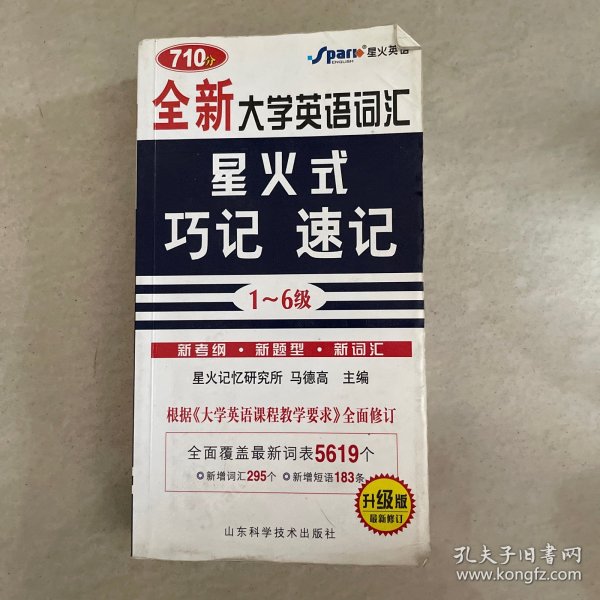 710分
Spark 星火英语
ENGLISH
全新大学英语词汇
星火式
巧记 速记
1～6级
新考纲·新题型·新词汇
星火记忆研究所 马德高 主编
根据《大学英语课程教学要求》全面修订
全面覆盖最新词表5619个
新增词汇295个 新增短语183条
升级版
最新修订
山东科学技术出版社
孔夫子旧书网
www.kongfz.com